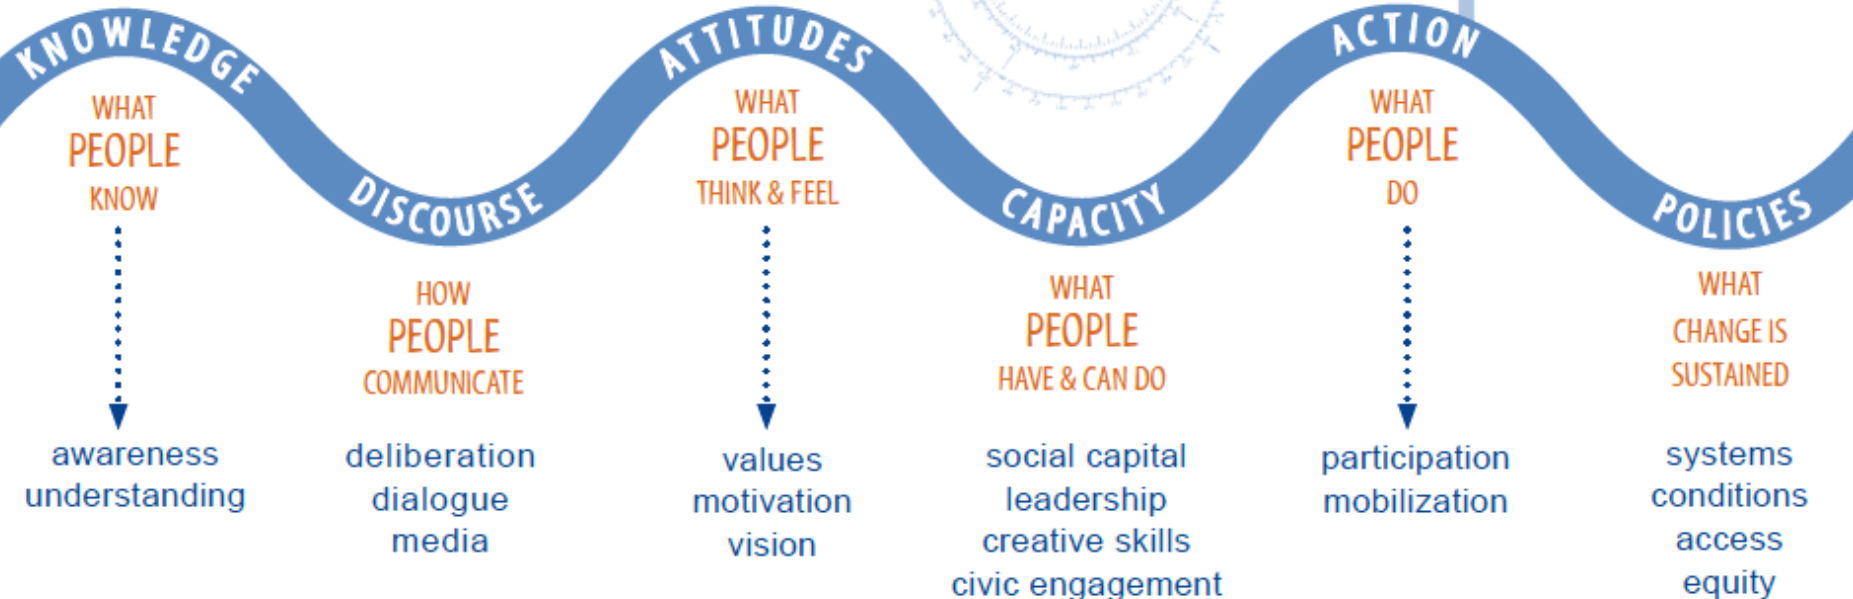 KNOWLEDGE
WHAT
PEOPLE
KNOW
awareness
understanding
DISCOURSE
HOW
PEOPLE
COMMUNICATE
deliberation
dialogue
media
ATTITUDES
WHAT
PEOPLE
THINK & FEEL
values
motivation
vision
CAPACITY
WHAT
PEOPLE
HAVE & CAN DO
social capital
leadership
creative skills
civic engagement
ACTION
WHAT
PEOPLE
DO
participation
mobilization
POLICIES
WHAT
CHANGE IS
SUSTAINED
systems
conditions
access
equity